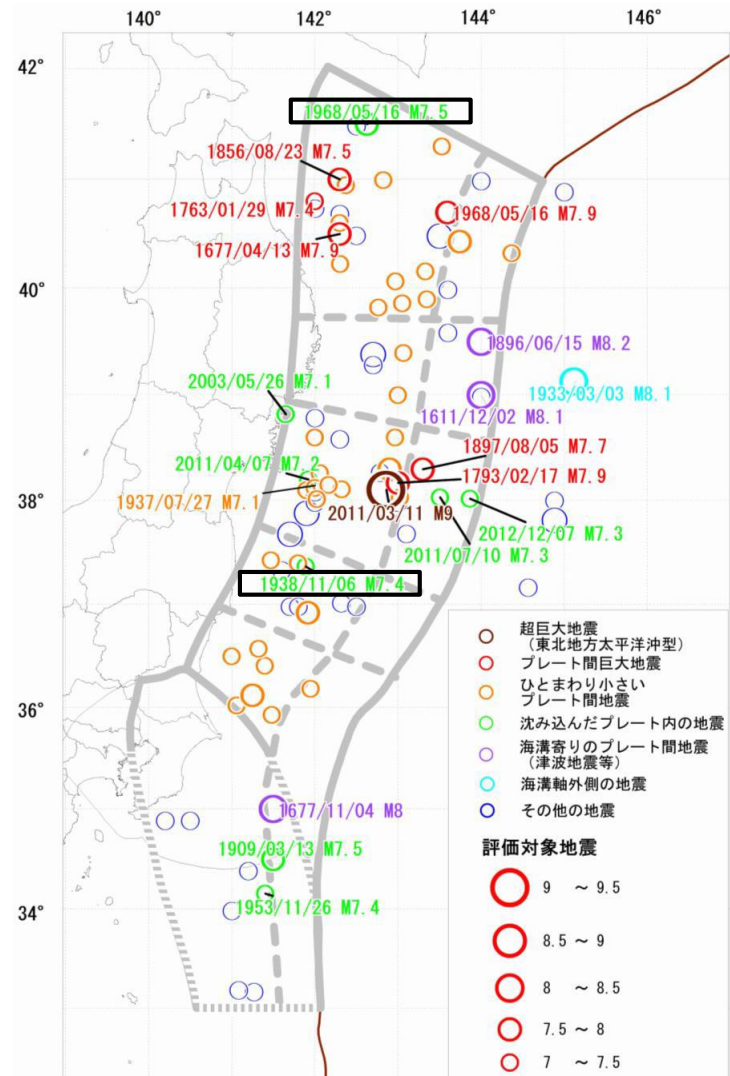 140°
142°
144°
146°
42°
1968/05/16 M7.5
1856/08/23 M7.5
1763/01/29 M7.4
1968/05/16 M7.9
1677/04/13 M7.9
40°
1896/06/15 M8.2
2003/05/26 M7.1
1933/03/03 M8.1
1611/12/02 M8.1
1897/08/05 M7.7
2011/04/07 M7.2
1793/02/17 M7.9
1937/07/27 M7.1
38°
2011/03/11 M9
2012/12/07 M7.3
2011/07/10 M7.3
1938/11/06 M7.4
36°
1677/11/04 M8
1909/03/13 M7.5
1953/11/26 M7.4
34°
超巨大地震
（東北地方太平洋沖型）
プレート間巨大地震
ひとまわり小さい
プレート間地震
沈み込んだプレート内の地震
海溝寄りのプレート間地震
（津波地震等）
海溝軸外側の地震
その他の地震
評価対象地震
9 ～ 9.5
8.5 ～ 9
8 ～ 8.5
7.5 ～ 8
7 ～ 7.5